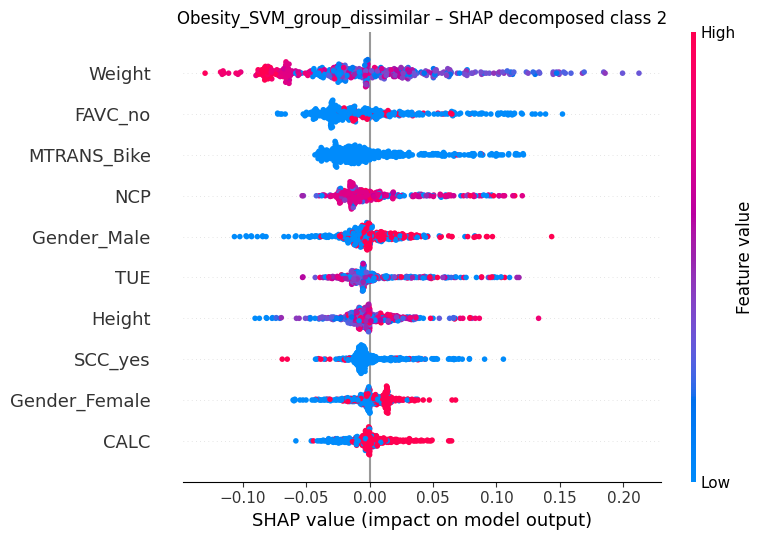 Obesity_SVM_group_dissimilar – SHAP decomposed class 2
High
Weight
FAVC_no
MTRANS_Bike
NCP
Gender_Male
TUE
Height
SCC_yes
Gender_Female
CALC
Feature value
Low
−0.10 −0.05 0.00 0.05 0.10 0.15 0.20
SHAP value (impact on model output)